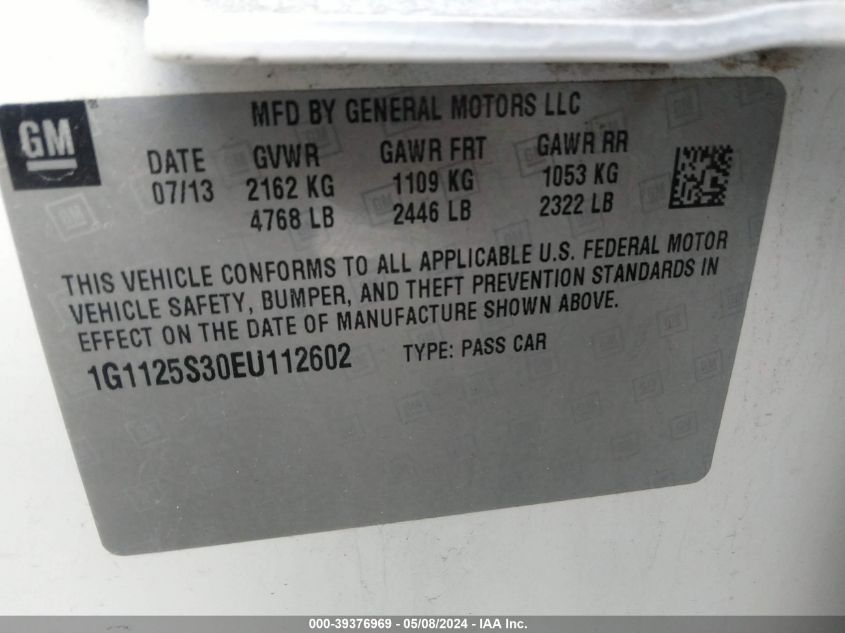 MFD BY GENERAL MOTORS LLC
GM
DATE GVWR GAWR FRT GAWR RR
07/13 2162 KG 1109 KG 1053 KG
4768 LB 2446 LB 2322 LB
THIS VEHICLE CONFORMS TO ALL APPLICABLE U.S. FEDERAL MOTOR
VEHICLE SAFETY, BUMPER, AND THEFT PREVENTION STANDARDS IN
EFFECT ON THE DATE OF MANUFACTURE SHOWN ABOVE.
1G1125S30EU112602 TYPE: PASS CAR
000-39376969 - 05/08/2024 - IAA Inc.